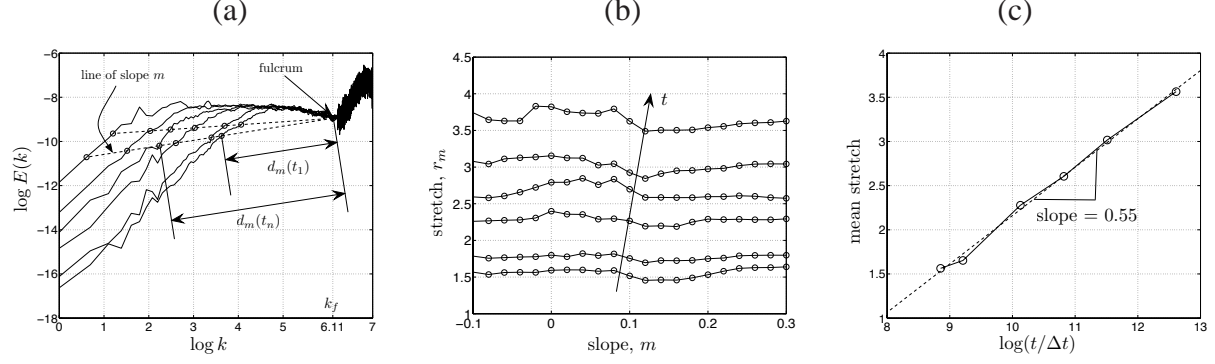 (a)
(b)
(c)
−6
−8
−10
−12
−14
−16
−18
log E(k)
line of slope m
fulcrum
d_m(t_1)
d_m(t_n)
k_f
0
1
2
3
4
5
6.11
7
log k
4.5
4
3.5
3
2.5
2
1.5
1
stretch, r_m
t
−0.1
0
0.1
0.2
0.3
slope, m
4
3.5
3
2.5
2
1.5
1
mean stretch
slope = 0.55
8
9
10
11
12
13
log(t/Δt)